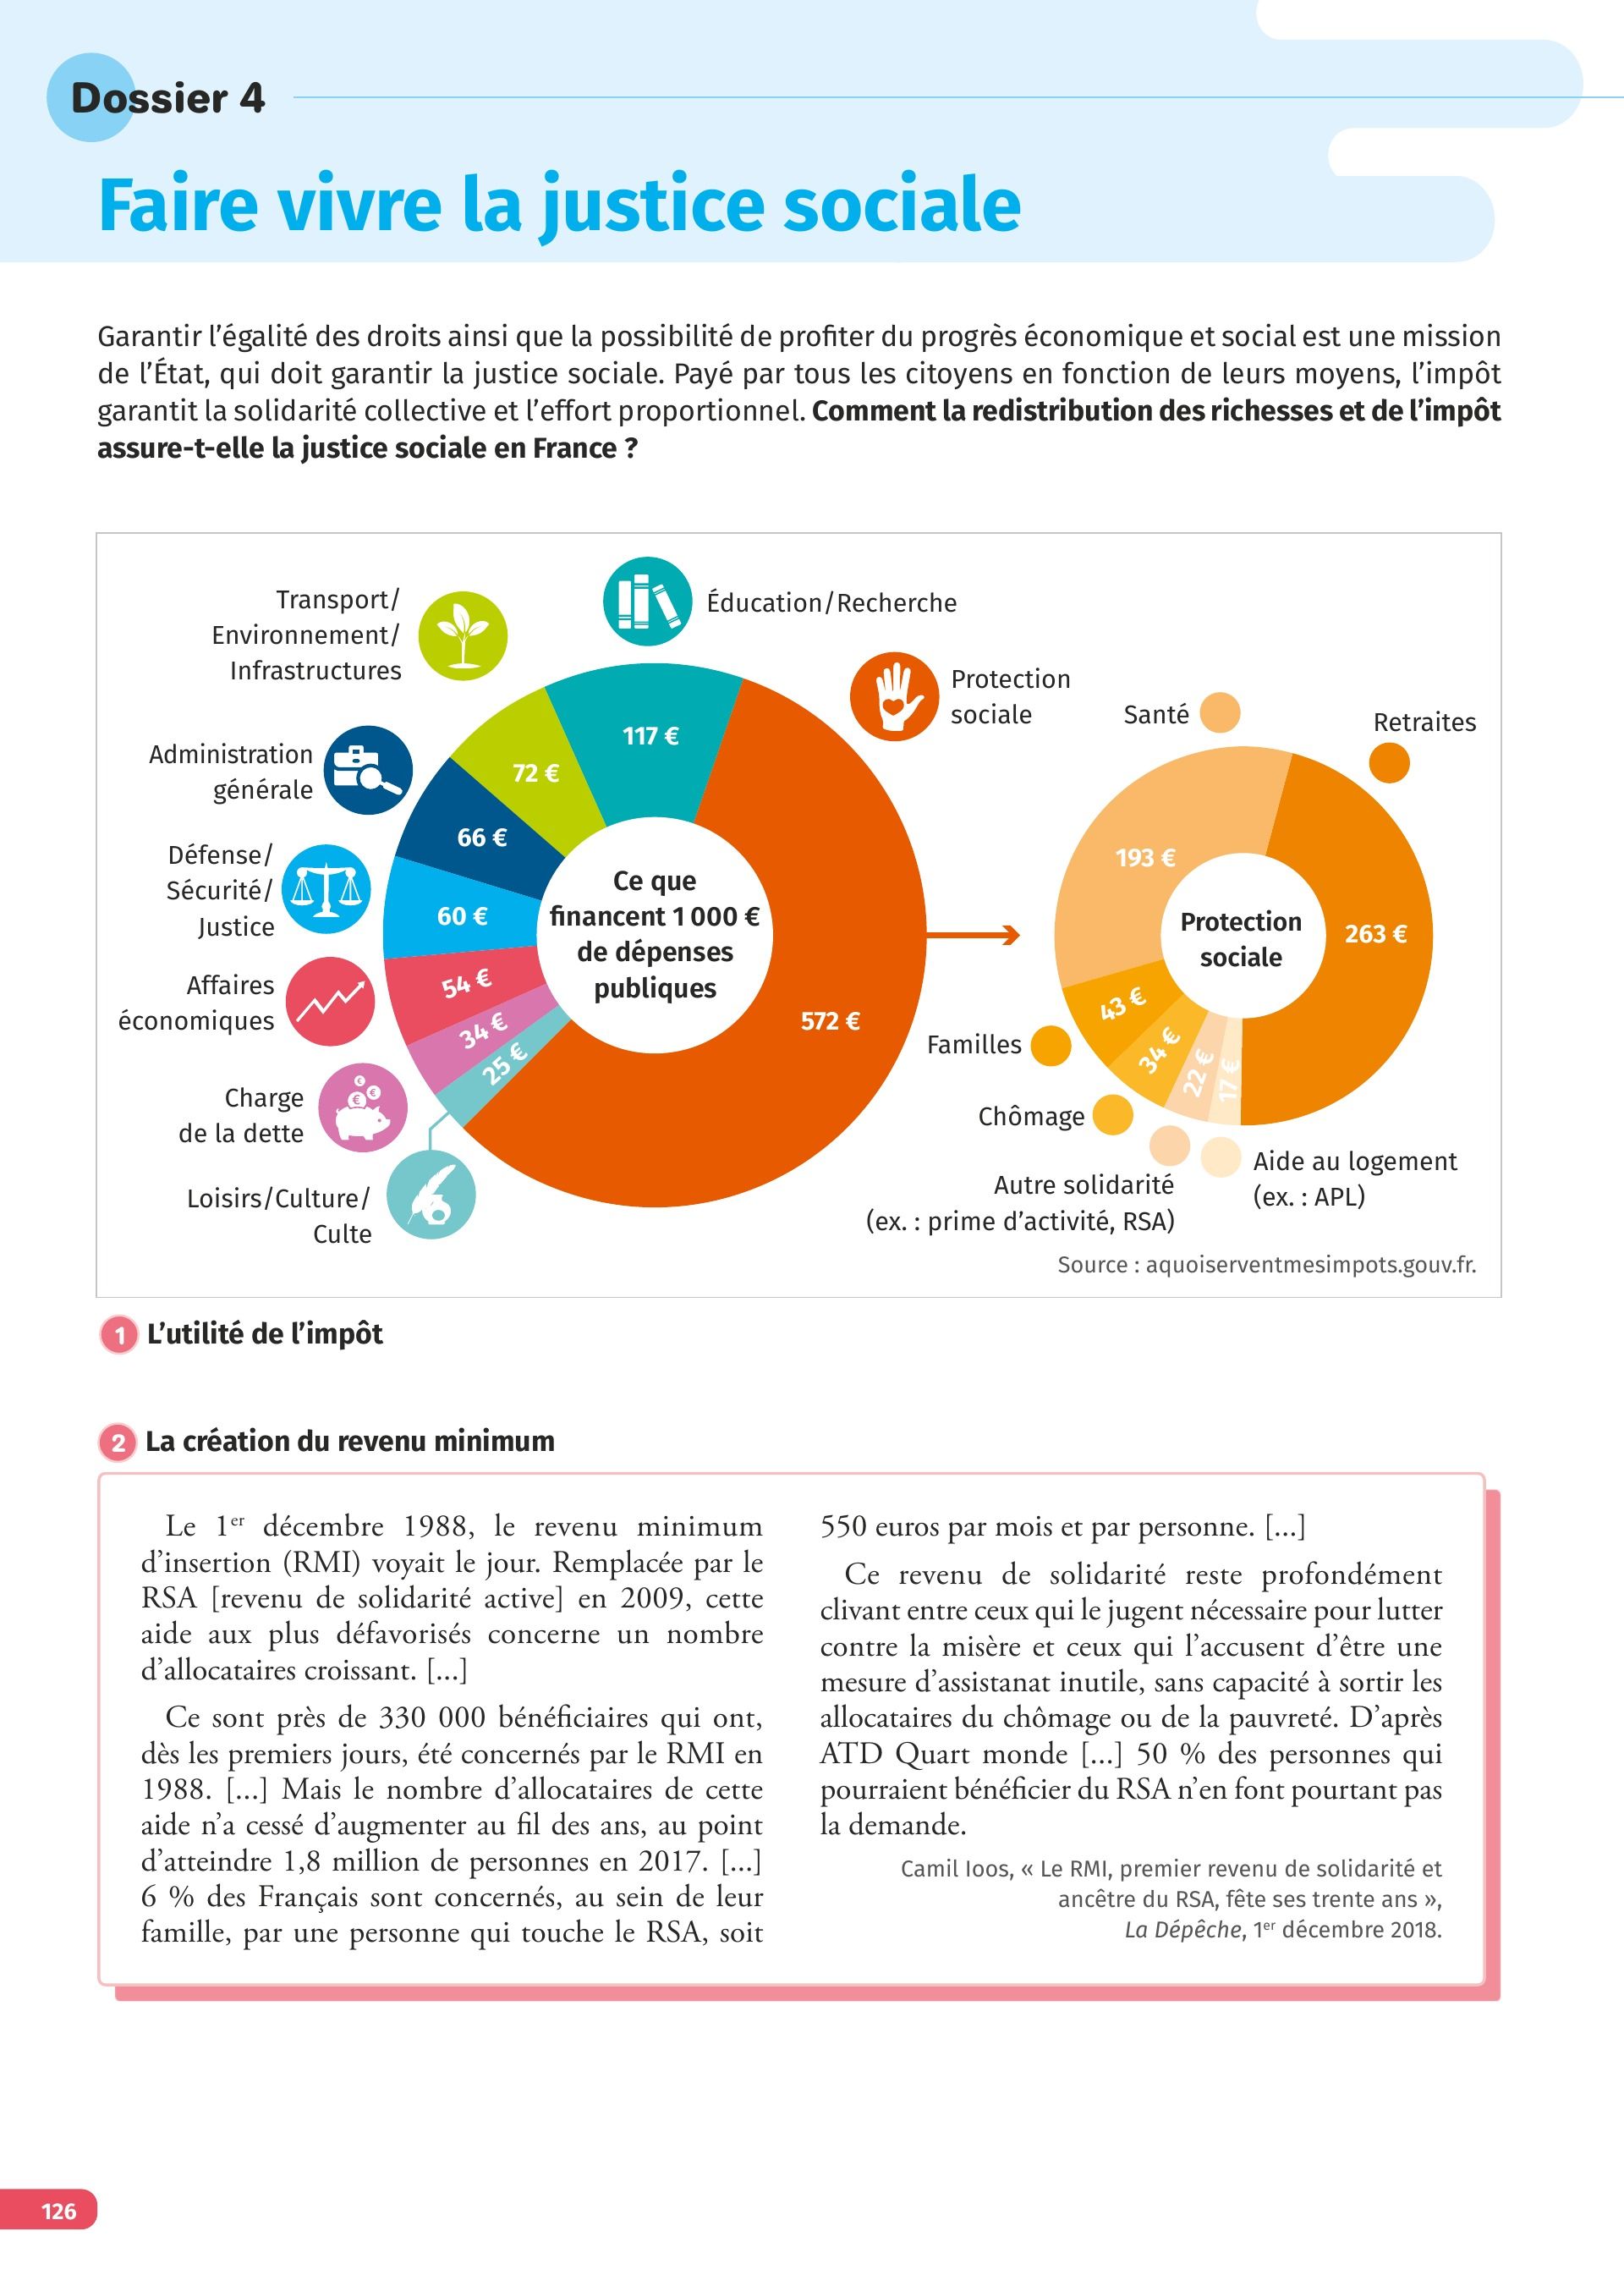 Dossier 4
Faire vivre la justice sociale
Garantir l’égalité des droits ainsi que la possibilité de profiter du progrès économique et social est une mission
de l’État, qui doit garantir la justice sociale. Payé par tous les citoyens en fonction de leurs moyens, l’impôt
garantit la solidarité collective et l’effort proportionnel. Comment la redistribution des richesses et de l’impôt
assure-t-elle la justice sociale en France ?
Transport/
Environnement/
Infrastructures
Éducation/Recherche
Protection
sociale
Administration
générale
Défense/
Sécurité/
Justice
Affaires
économiques
Charge
de la dette
Loisirs/Culture/
Culte
117 €
72 €
66 €
60 €
54 €
34 €
25 €
572 €
Ce que
financent 1 000 €
de dépenses
publiques
Santé
Retraites
193 €
263 €
43 €
34 €
22 €
17 €
Protection
sociale
Familles
Chômage
Autre solidarité
(ex. : prime d’activité, RSA)
Aide au logement
(ex. : APL)
Source : aquoiserventmesimpots.gouv.fr.
1 L’utilité de l’impôt
2 La création du revenu minimum
Le 1er décembre 1988, le revenu minimum
d’insertion (RMI) voyait le jour. Remplacée par le
RSA [revenu de solidarité active] en 2009, cette
aide aux plus défavorisés concerne un nombre
d’allocataires croissant. [...]
Ce sont près de 330 000 bénéficiaires qui ont,
dès les premiers jours, été concernés par le RMI en
1988. [...] Mais le nombre d’allocataires de cette
aide n’a cessé d’augmenter au fil des ans, au point
d’atteindre 1,8 million de personnes en 2017. [...]
6 % des Français sont concernés, au sein de leur
famille, par une personne qui touche le RSA, soit
550 euros par mois et par personne. [...]
Ce revenu de solidarité reste profondément
clivant entre ceux qui le jugent nécessaire pour lutter
contre la misère et ceux qui l’accusent d’être une
mesure d’assistanat inutile, sans capacité à sortir les
allocataires du chômage ou de la pauvreté. D’après
ATD Quart monde [...] 50 % des personnes qui
pourraient bénéficier du RSA n’en font pourtant pas
la demande.
Camil Ioos, « Le RMI, premier revenu de solidarité et
ancêtre du RSA, fête ses trente ans »,
La Dépêche, 1er décembre 2018.
126